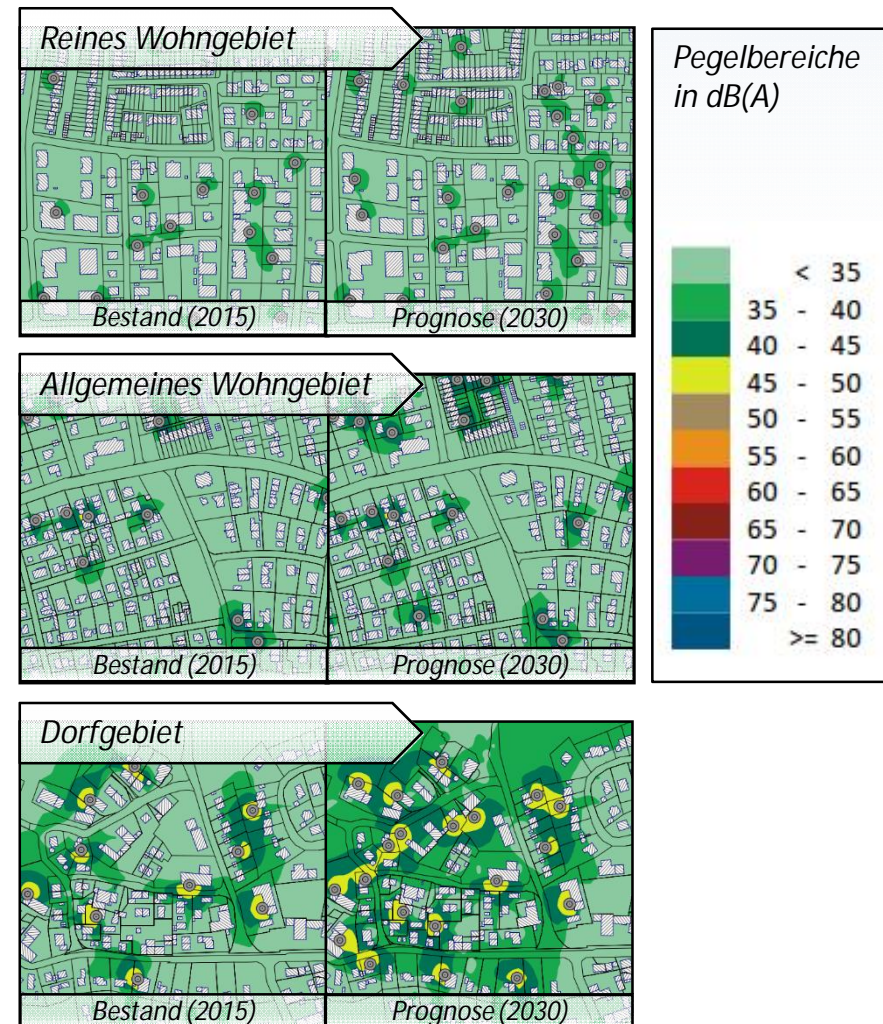 Reines Wohngebiet
Bestand (2015)
Prognose (2030)
Allgemeines Wohngebiet
Bestand (2015)
Prognose (2030)
Dorfgebiet
Bestand (2015)
Prognose (2030)
Pegelbereiche
in dB(A)
< 35
35 - 40
40 - 45
45 - 50
50 - 55
55 - 60
60 - 65
65 - 70
70 - 75
75 - 80
>= 80